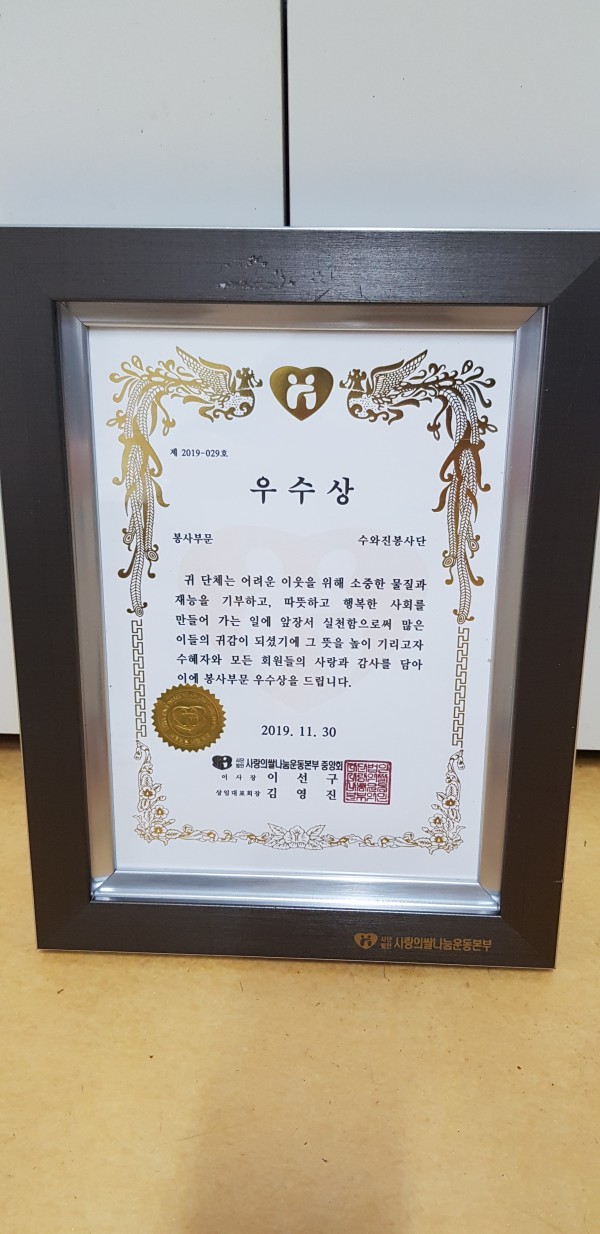 제 2019-029호
우수상
봉사부문 수와진봉사단
귀 단체는 어려운 이웃을 위해 소중한 물질과
재능을 기부하고, 따뜻하고 행복한 사회를
만들어 가는 일에 앞장서 실천함으로써 많은
이들의 귀감이 되셨기에 그 뜻을 높이 기리고자
수혜자와 모든 회원들의 사랑과 감사를 담아
이에 봉사부문 우수상을 드립니다.
2019. 11. 30
사단법인 사랑의쌀나눔운동본부 중앙회
이사장 이선구
상임대표회장 김영진
사단법인 사랑의쌀나눔운동본부